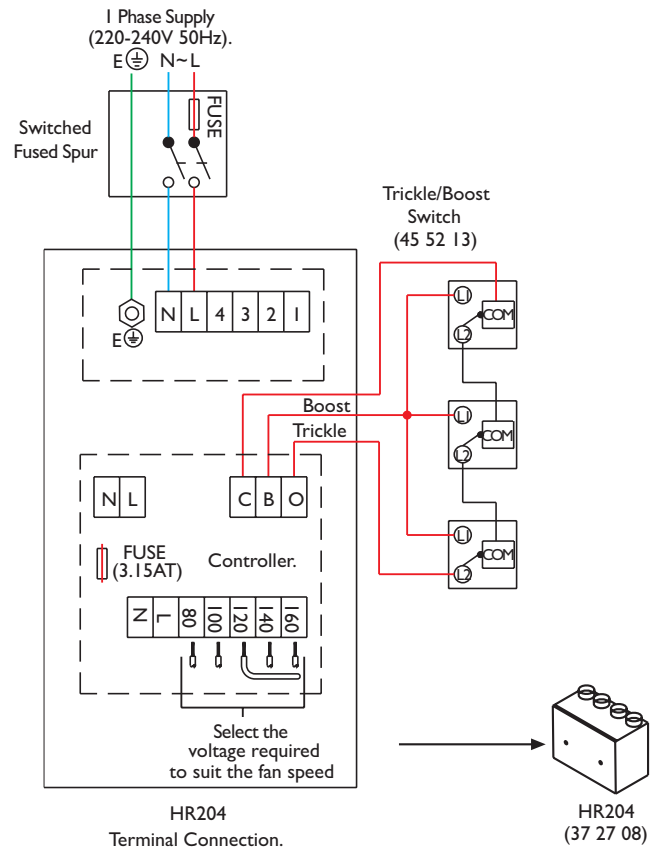 1 Phase Supply
(220-240V 50Hz).
E N~L
FUSE
Switched
Fused Spur
Trickle/Boost
Switch
(45 52 13)
N L 4 3 2 1
E
L1
COM
L2
Boost
Trickle
L1
COM
L2
N L
C B O
L1
COM
L2
FUSE
(3.15AT)
Controller.
N L 80 100 120 140 160
Select the
voltage required
to suit the fan speed
HR204
Terminal Connection.
HR204
(37 27 08)